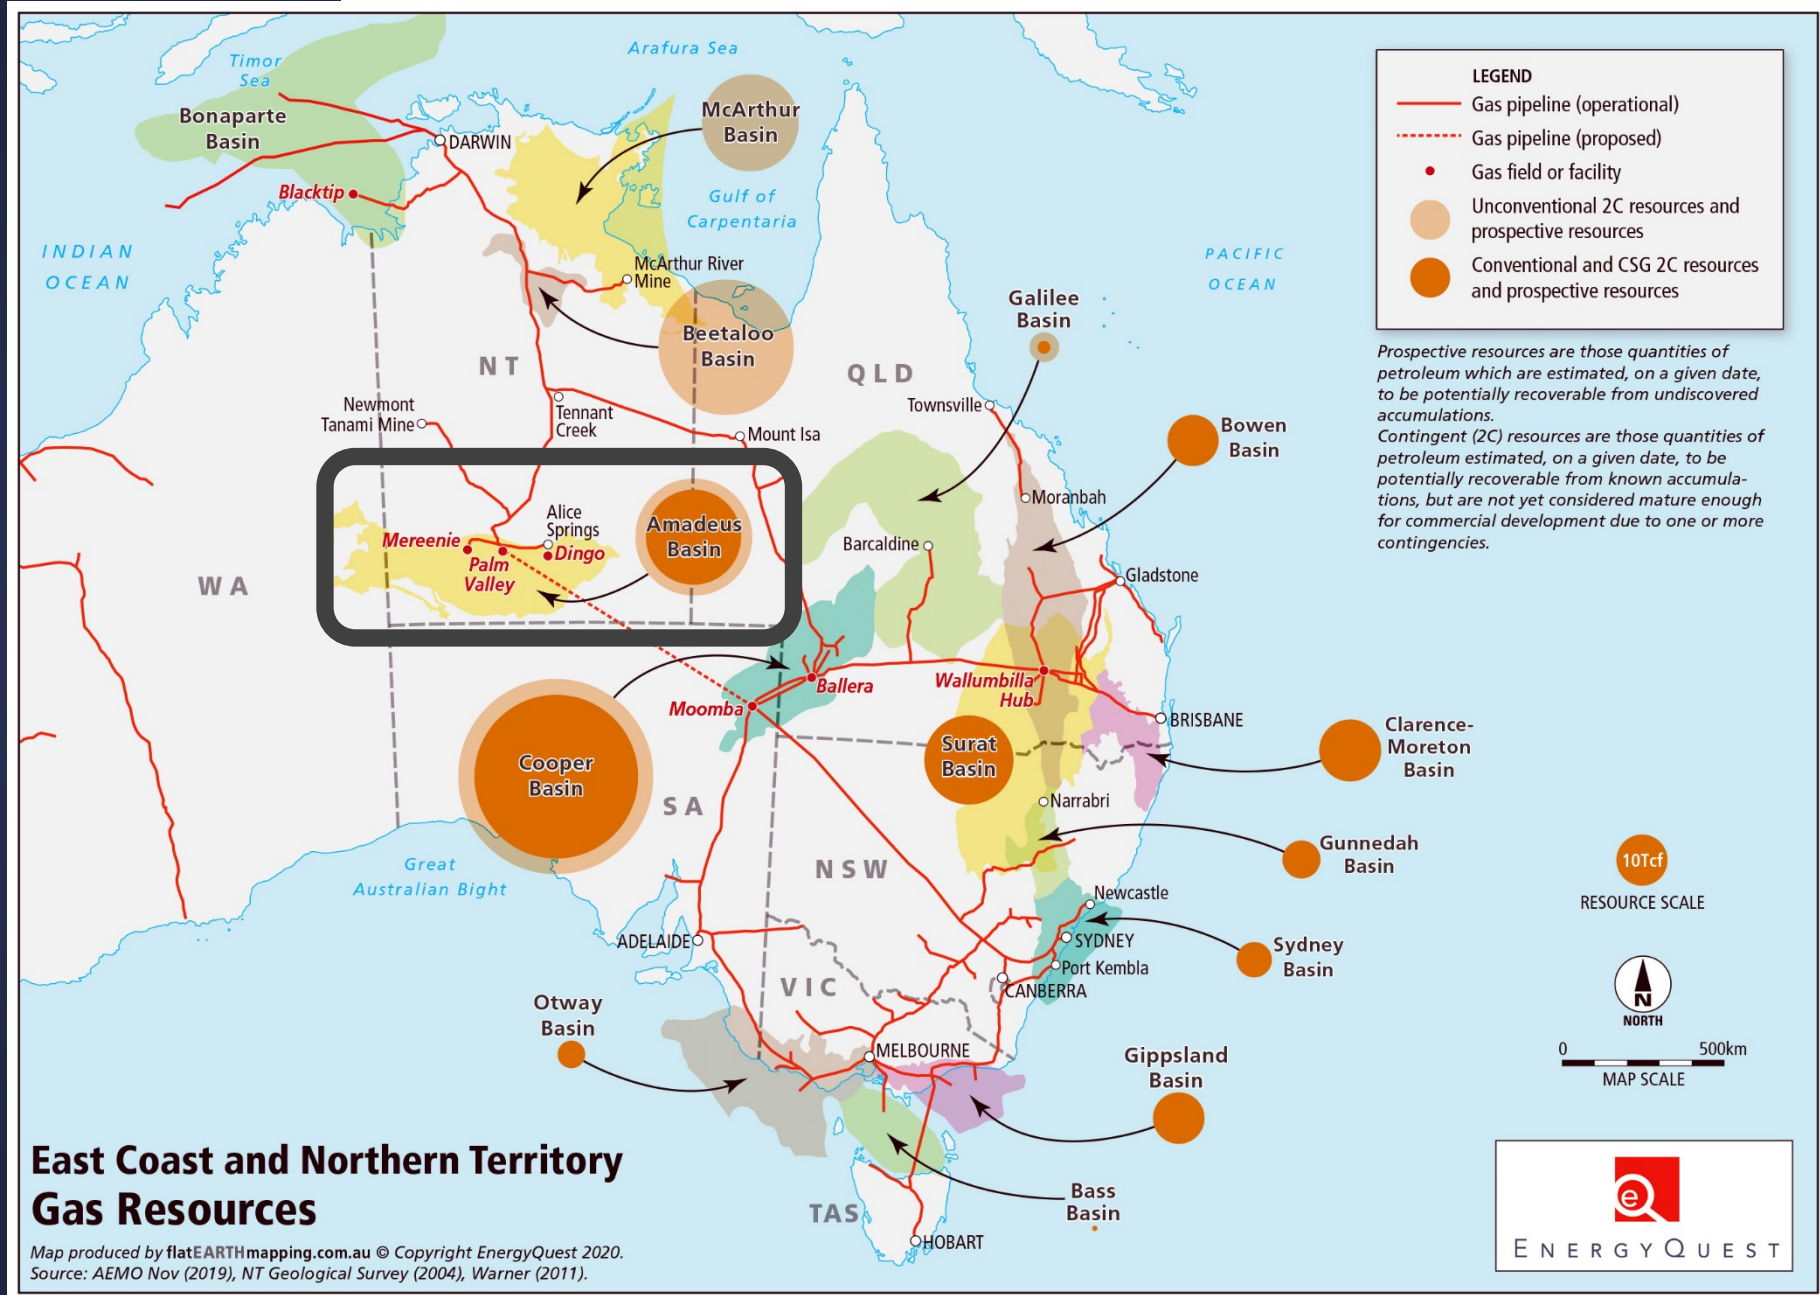 Timor
Sea
Arafura Sea
Bonaparte
Basin
DARWIN
McArthur
Basin
Blacktip
Gulf of
Carpentaria
INDIAN
OCEAN
McArthur River
Mine
PACIFIC
OCEAN
Beetaloo
Basin
Galilee
Basin
NT
QLD
Newmont
Tanami Mine
Tennant
Creek
Townsville
Mount Isa
Bowen
Basin
Moranbah
Alice
Springs
Amadeus
Basin
Mereenie
Palm
Valley
Dingo
Barcaldine
WA
Gladstone
Ballera
Wallumbilla
Hub
Moomba
BRISBANE
Clarence-
Moreton
Basin
Cooper
Basin
Surat
Basin
SA
Narrabri
Great
Australian Bight
NSW
Gunnedah
Basin
Newcastle
ADELAIDE
SYDNEY
Port Kembla
Sydney
Basin
VIC
CANBERRA
Otway
Basin
MELBOURNE
Gippsland
Basin
Bass
Basin
TAS
HOBART
LEGEND
Gas pipeline (operational)
Gas pipeline (proposed)
Gas field or facility
Unconventional 2C resources and
prospective resources
Conventional and CSG 2C resources
and prospective resources
Prospective resources are those quantities of
petroleum which are estimated, on a given date,
to be potentially recoverable from undiscovered
accumulations.
Contingent (2C) resources are those quantities of
petroleum estimated, on a given date, to be
potentially recoverable from known accumula-
tions, but are not yet considered mature enough
for commercial development due to one or more
contingencies.
10Tcf
RESOURCE SCALE
N
NORTH
0 500km
MAP SCALE
East Coast and Northern Territory
Gas Resources
Map produced by flatEARTHmapping.com.au © Copyright EnergyQuest 2020.
Source: AEMO Nov (2019), NT Geological Survey (2004), Warner (2011).
e
ENERGYQUEST